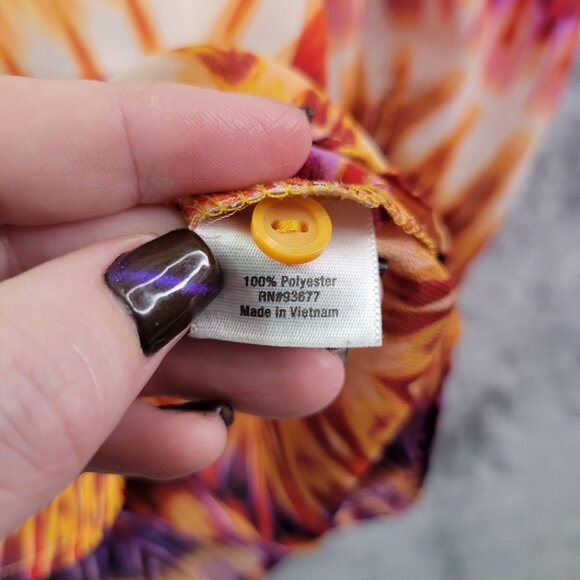 100% Polyester
RN#93677
Made in Vietnam